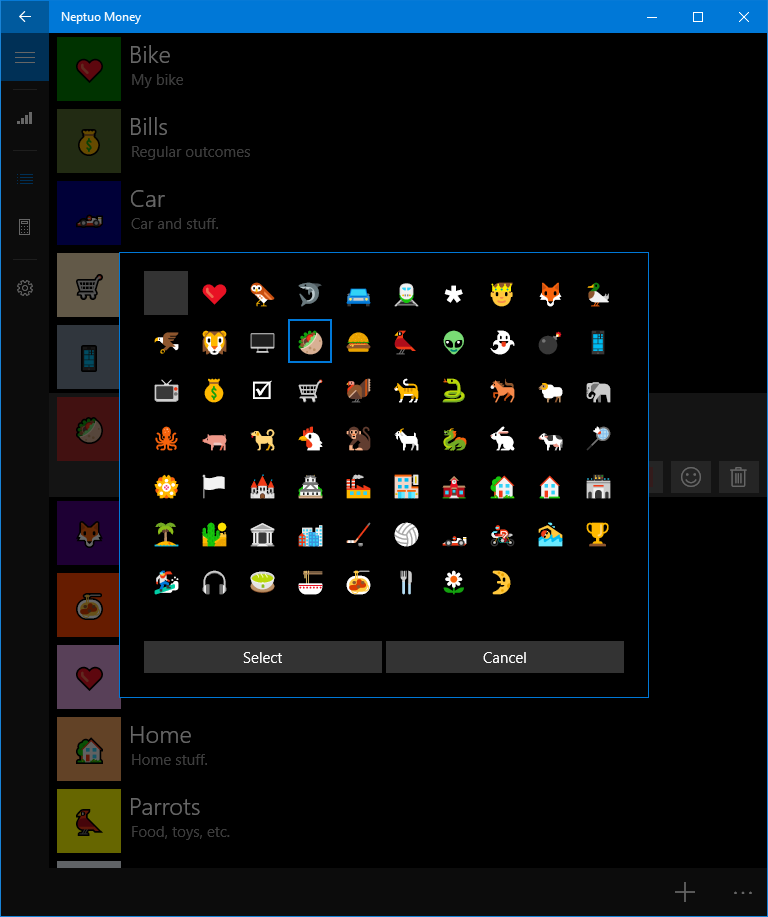 Neptuo Money
Bike
My bike
Bills
Regular outcomes
Car
Car and stuff.
Select
Cancel
Home
Home stuff.
Parrots
Food, toys, etc.